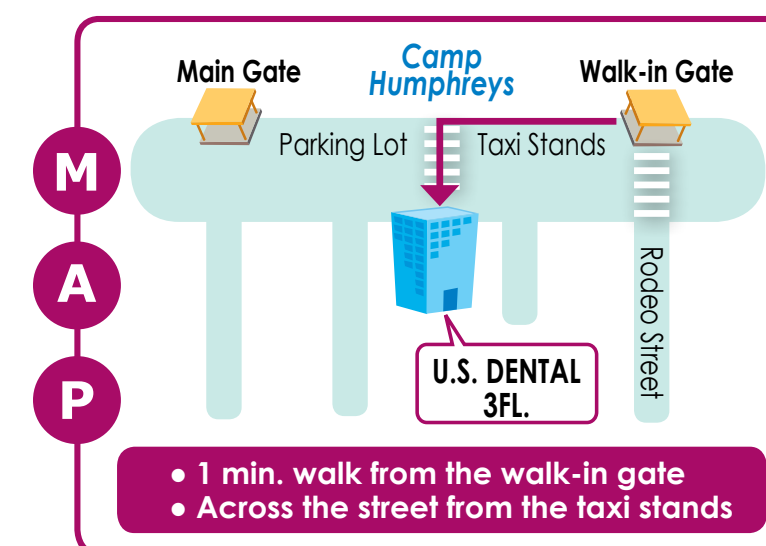 Main Gate
Camp
Humphreys
Walk-in Gate
Parking Lot
Taxi Stands
M
A
P
Rodeo Street
U.S. DENTAL
3FL.
● 1 min. walk from the walk-in gate
● Across the street from the taxi stands